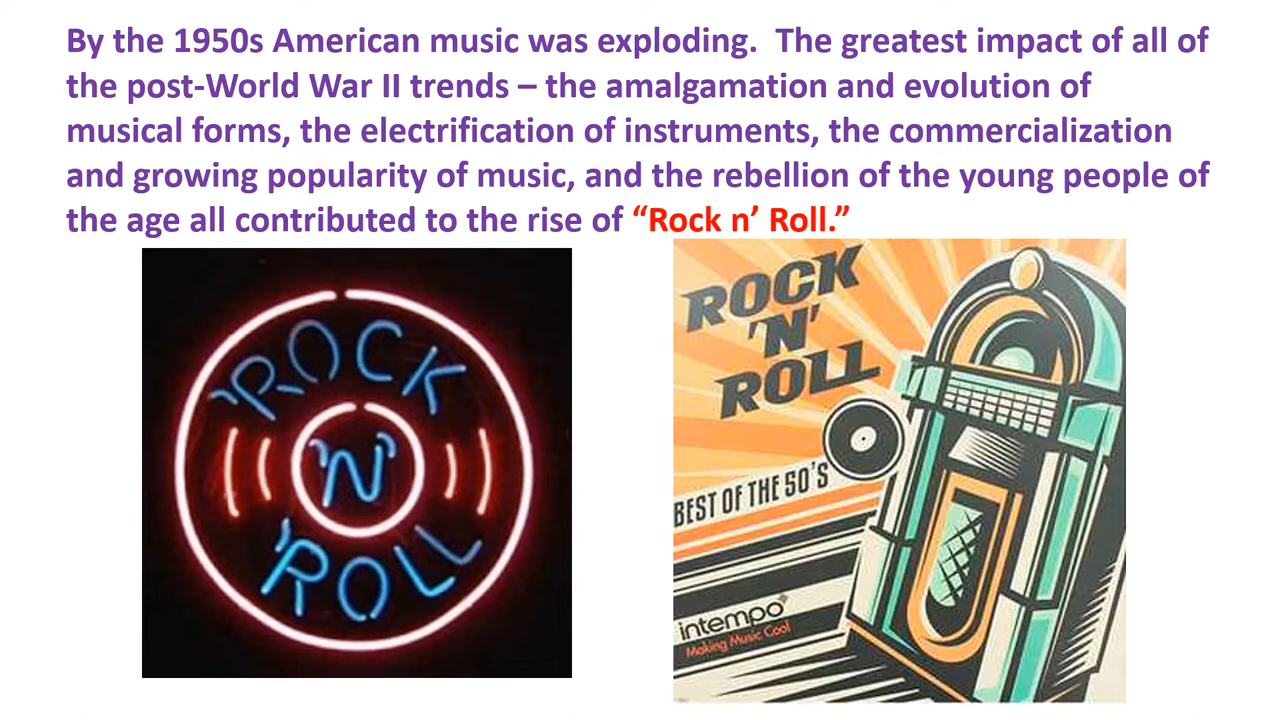 By the 1950s American music was exploding.  The greatest impact of all of
the post-World War II trends – the amalgamation and evolution of
musical forms, the electrification of instruments, the commercialization
and growing popularity of music, and the rebellion of the young people of
the age all contributed to the rise of “Rock n’ Roll.”
ROCK
'N'
ROLL
ROCK
'N'
ROLL
BEST OF THE 50'S
intempo
Making Music Cool